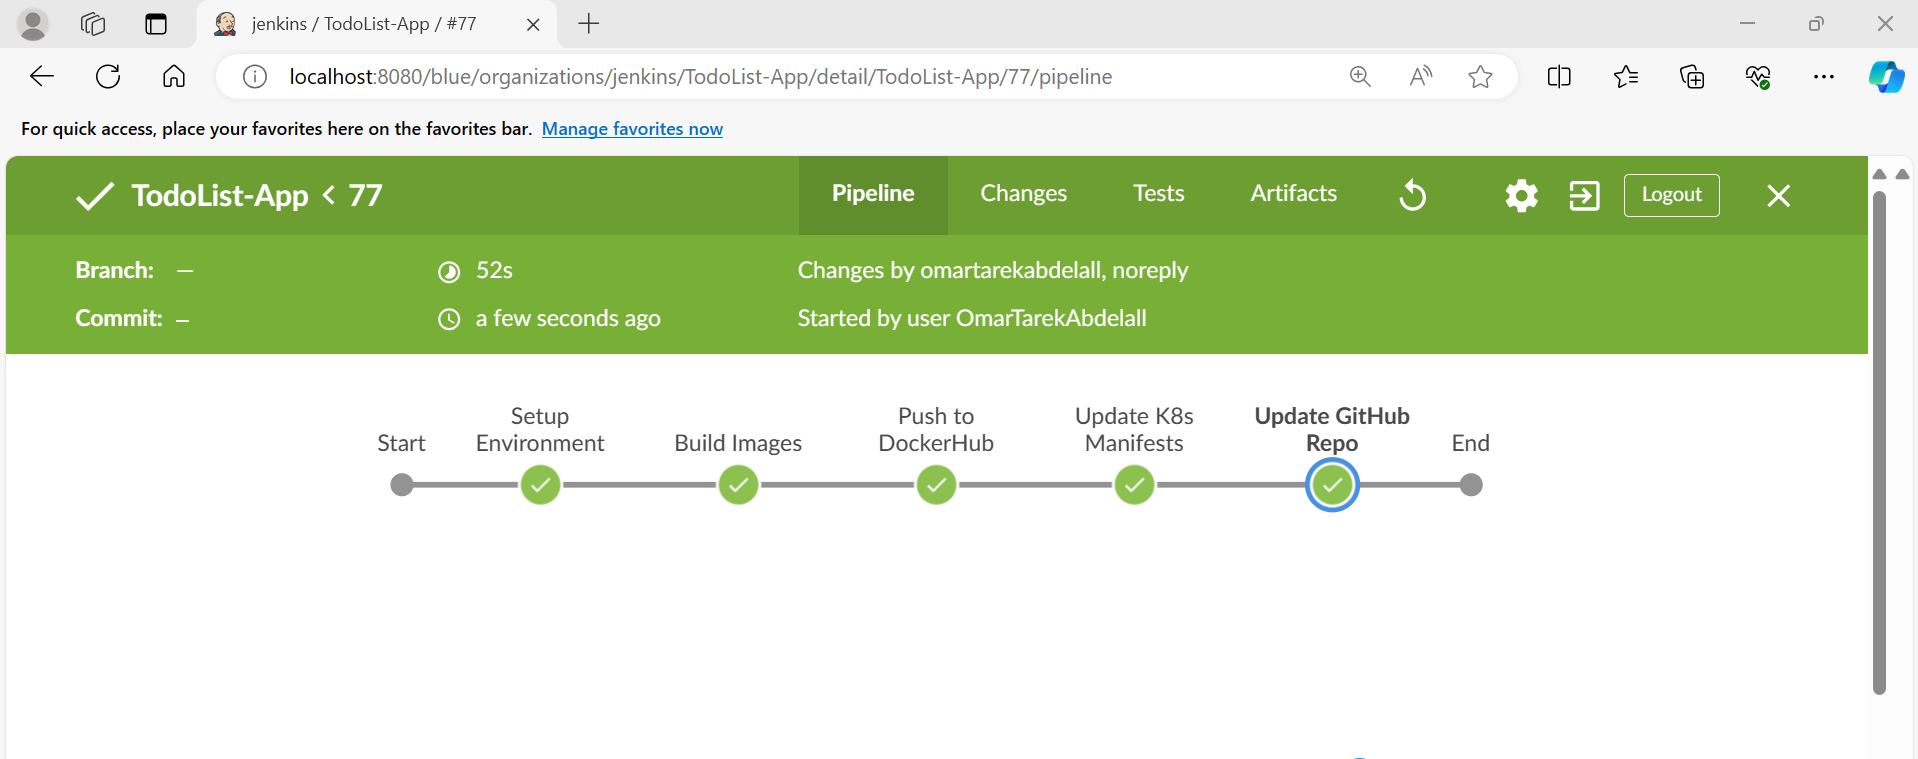 jenkins / TodoList-App / #77
localhost:8080/blue/organizations/jenkins/TodoList-App/detail/TodoList-App/77/pipeline
For quick access, place your favorites here on the favorites bar. Manage favorites now
TodoList-App < 77
Pipeline Changes Tests Artifacts Logout
Branch: — 52s Changes by omartarekabdelall, noreply
Commit: – a few seconds ago Started by user OmarTarekAbdelall
Setup Push to Update K8s Update GitHub
Start Environment Build Images DockerHub Manifests Repo End